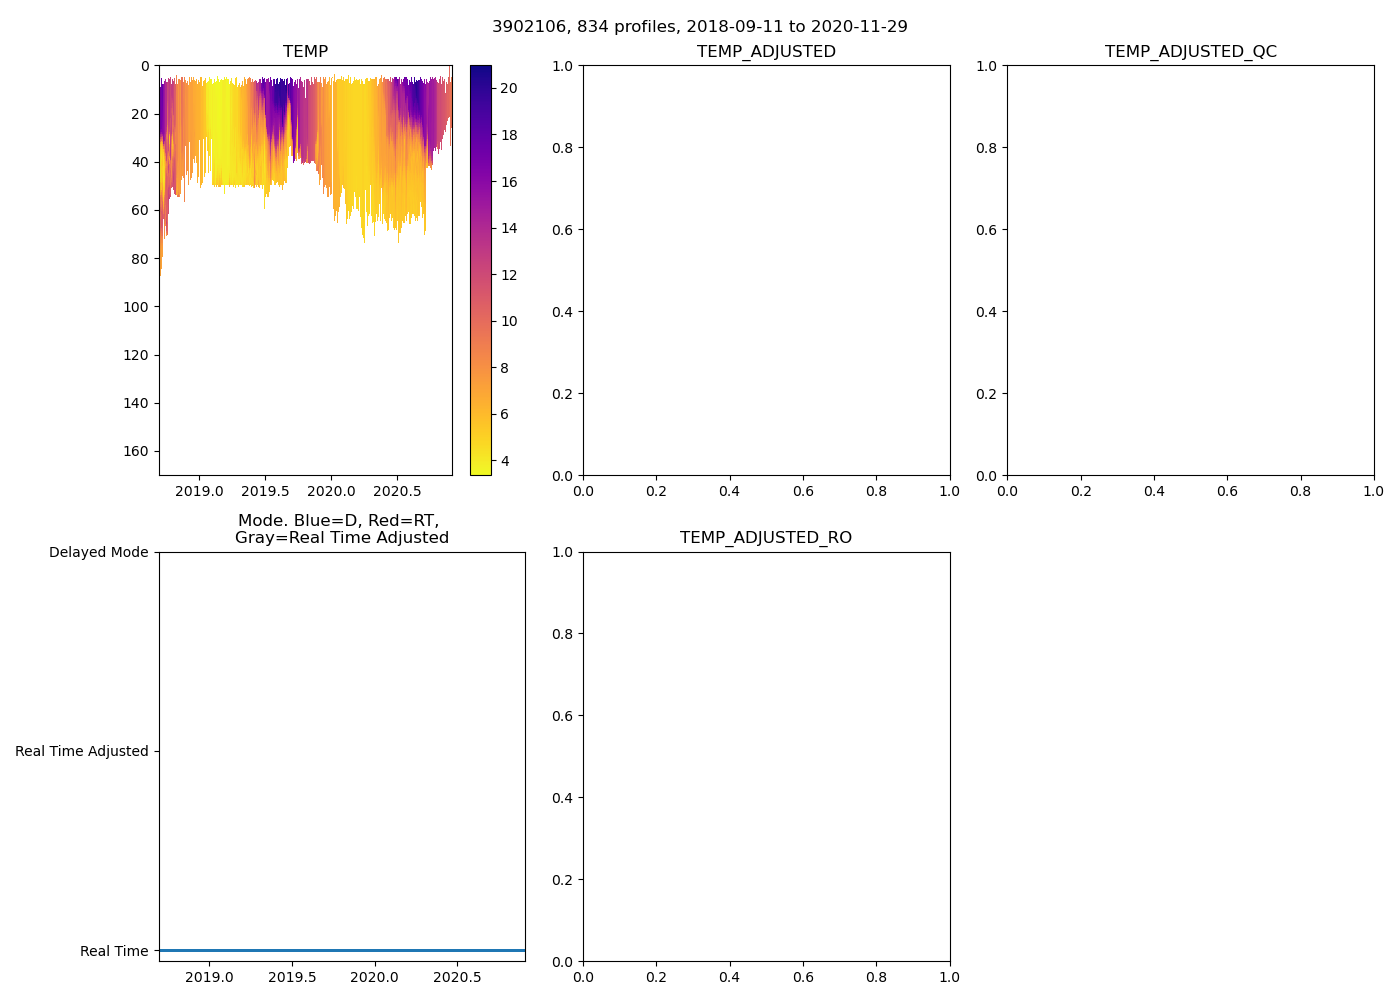 3902106, 834 profiles, 2018-09-11 to 2020-11-29
TEMP
0
20
40
60
80
100
120
140
160
2019.0 2019.5 2020.0 2020.5
20
18
16
14
12
10
8
6
4
TEMP_ADJUSTED
1.0
0.8
0.6
0.4
0.2
0.0
0.0 0.2 0.4 0.6 0.8 1.0
TEMP_ADJUSTED_QC
1.0
0.8
0.6
0.4
0.2
0.0
0.0 0.2 0.4 0.6 0.8 1.0
Mode. Blue=D, Red=RT,
Gray=Real Time Adjusted
Delayed Mode
Real Time Adjusted
Real Time
2019.0 2019.5 2020.0 2020.5
TEMP_ADJUSTED_RO
1.0
0.8
0.6
0.4
0.2
0.0
0.0 0.2 0.4 0.6 0.8 1.0